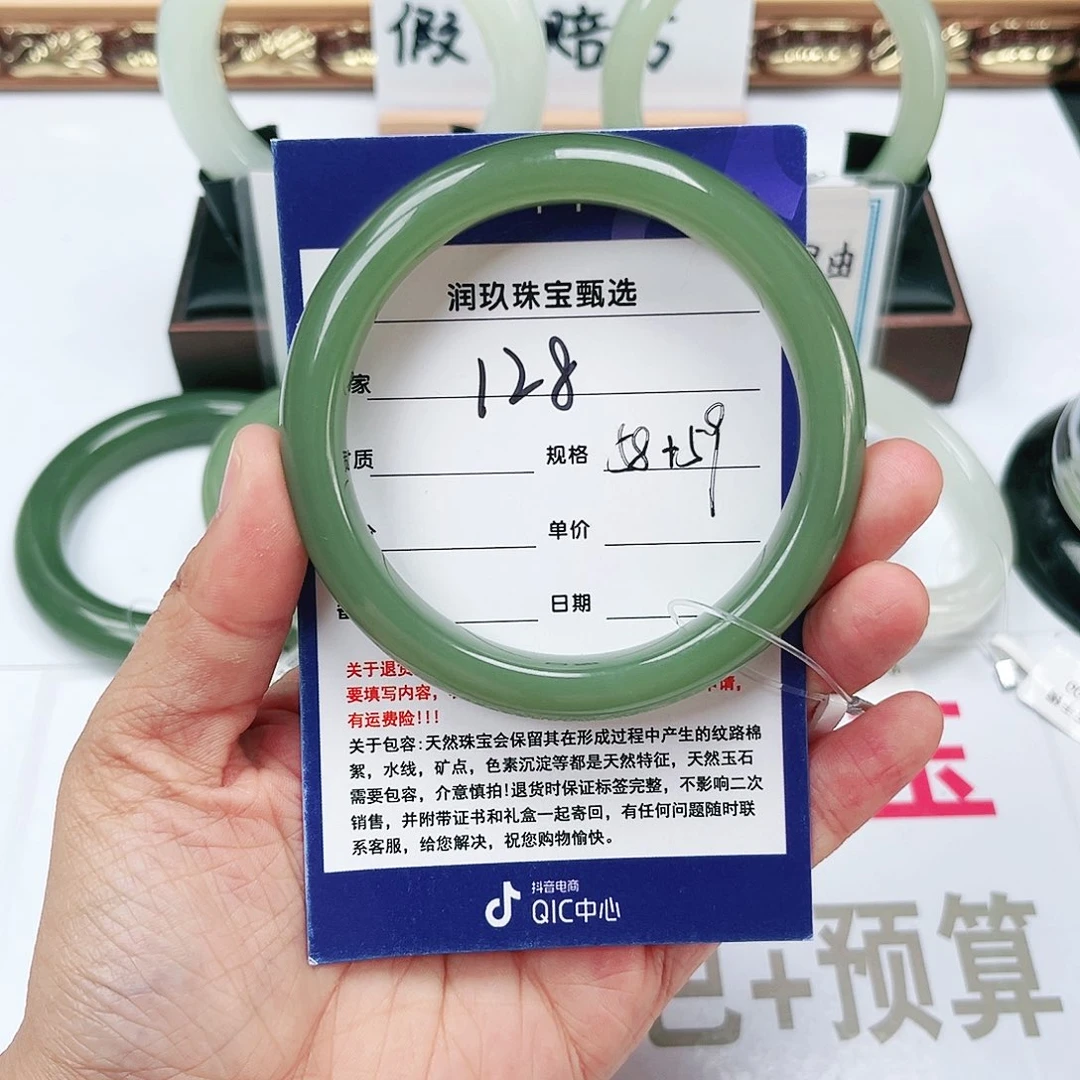 假 赔
由
润玖珠宝甄选
家 128
质 规格 58+59
单价
日期
关于退货
要填写内容,
有运费险!!!
关于包容:天然珠宝会保留其在形成过程中产生的纹路棉
絮,水线,矿点,色素沉淀等都是天然特征,天然玉石
需要包容,介意慎拍!退货时保证标签完整,不影响二次
销售,并附带证书和礼盒一起寄回,有任何问题随时联
系客服,给您解决,祝您购物愉快。
抖音电商
QIC中心
玉
+预算